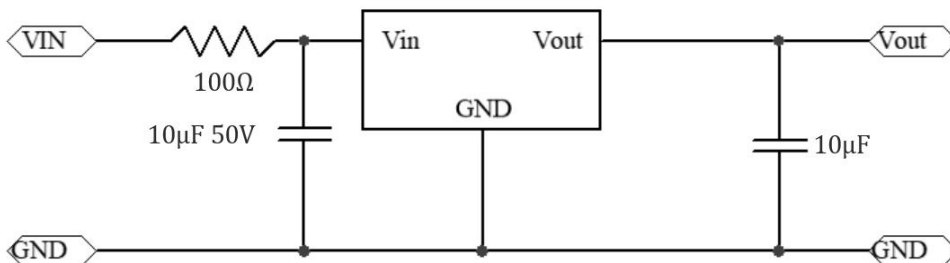 VIN
100Ω
10μF 50V
Vin
Vout
GND
Vout
10μF
GND
GND